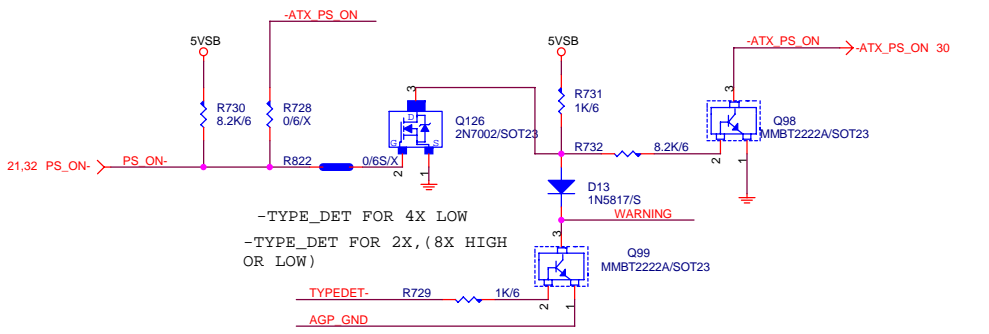 -ATX_PS_ON
5VSB
5VSB
-ATX_PS_ON
-ATX_PS_ON 30
R730
8.2K/6
R728
0/6/X
3
D
G
S
2
1
Q126
2N7002/SOT23
R731
1K/6
3
2
1
Q98
MMBT2222A/SOT23
21,32 PS_ON-
PS_ON-
R822
0/6S/X
R732
8.2K/6
D13
1N5817/S
WARNING
-TYPE_DET FOR 4X LOW
-TYPE_DET FOR 2X,(8X HIGH
OR LOW)
3
2
1
Q99
MMBT2222A/SOT23
TYPEDET-
R729
1K/6
AGP_GND